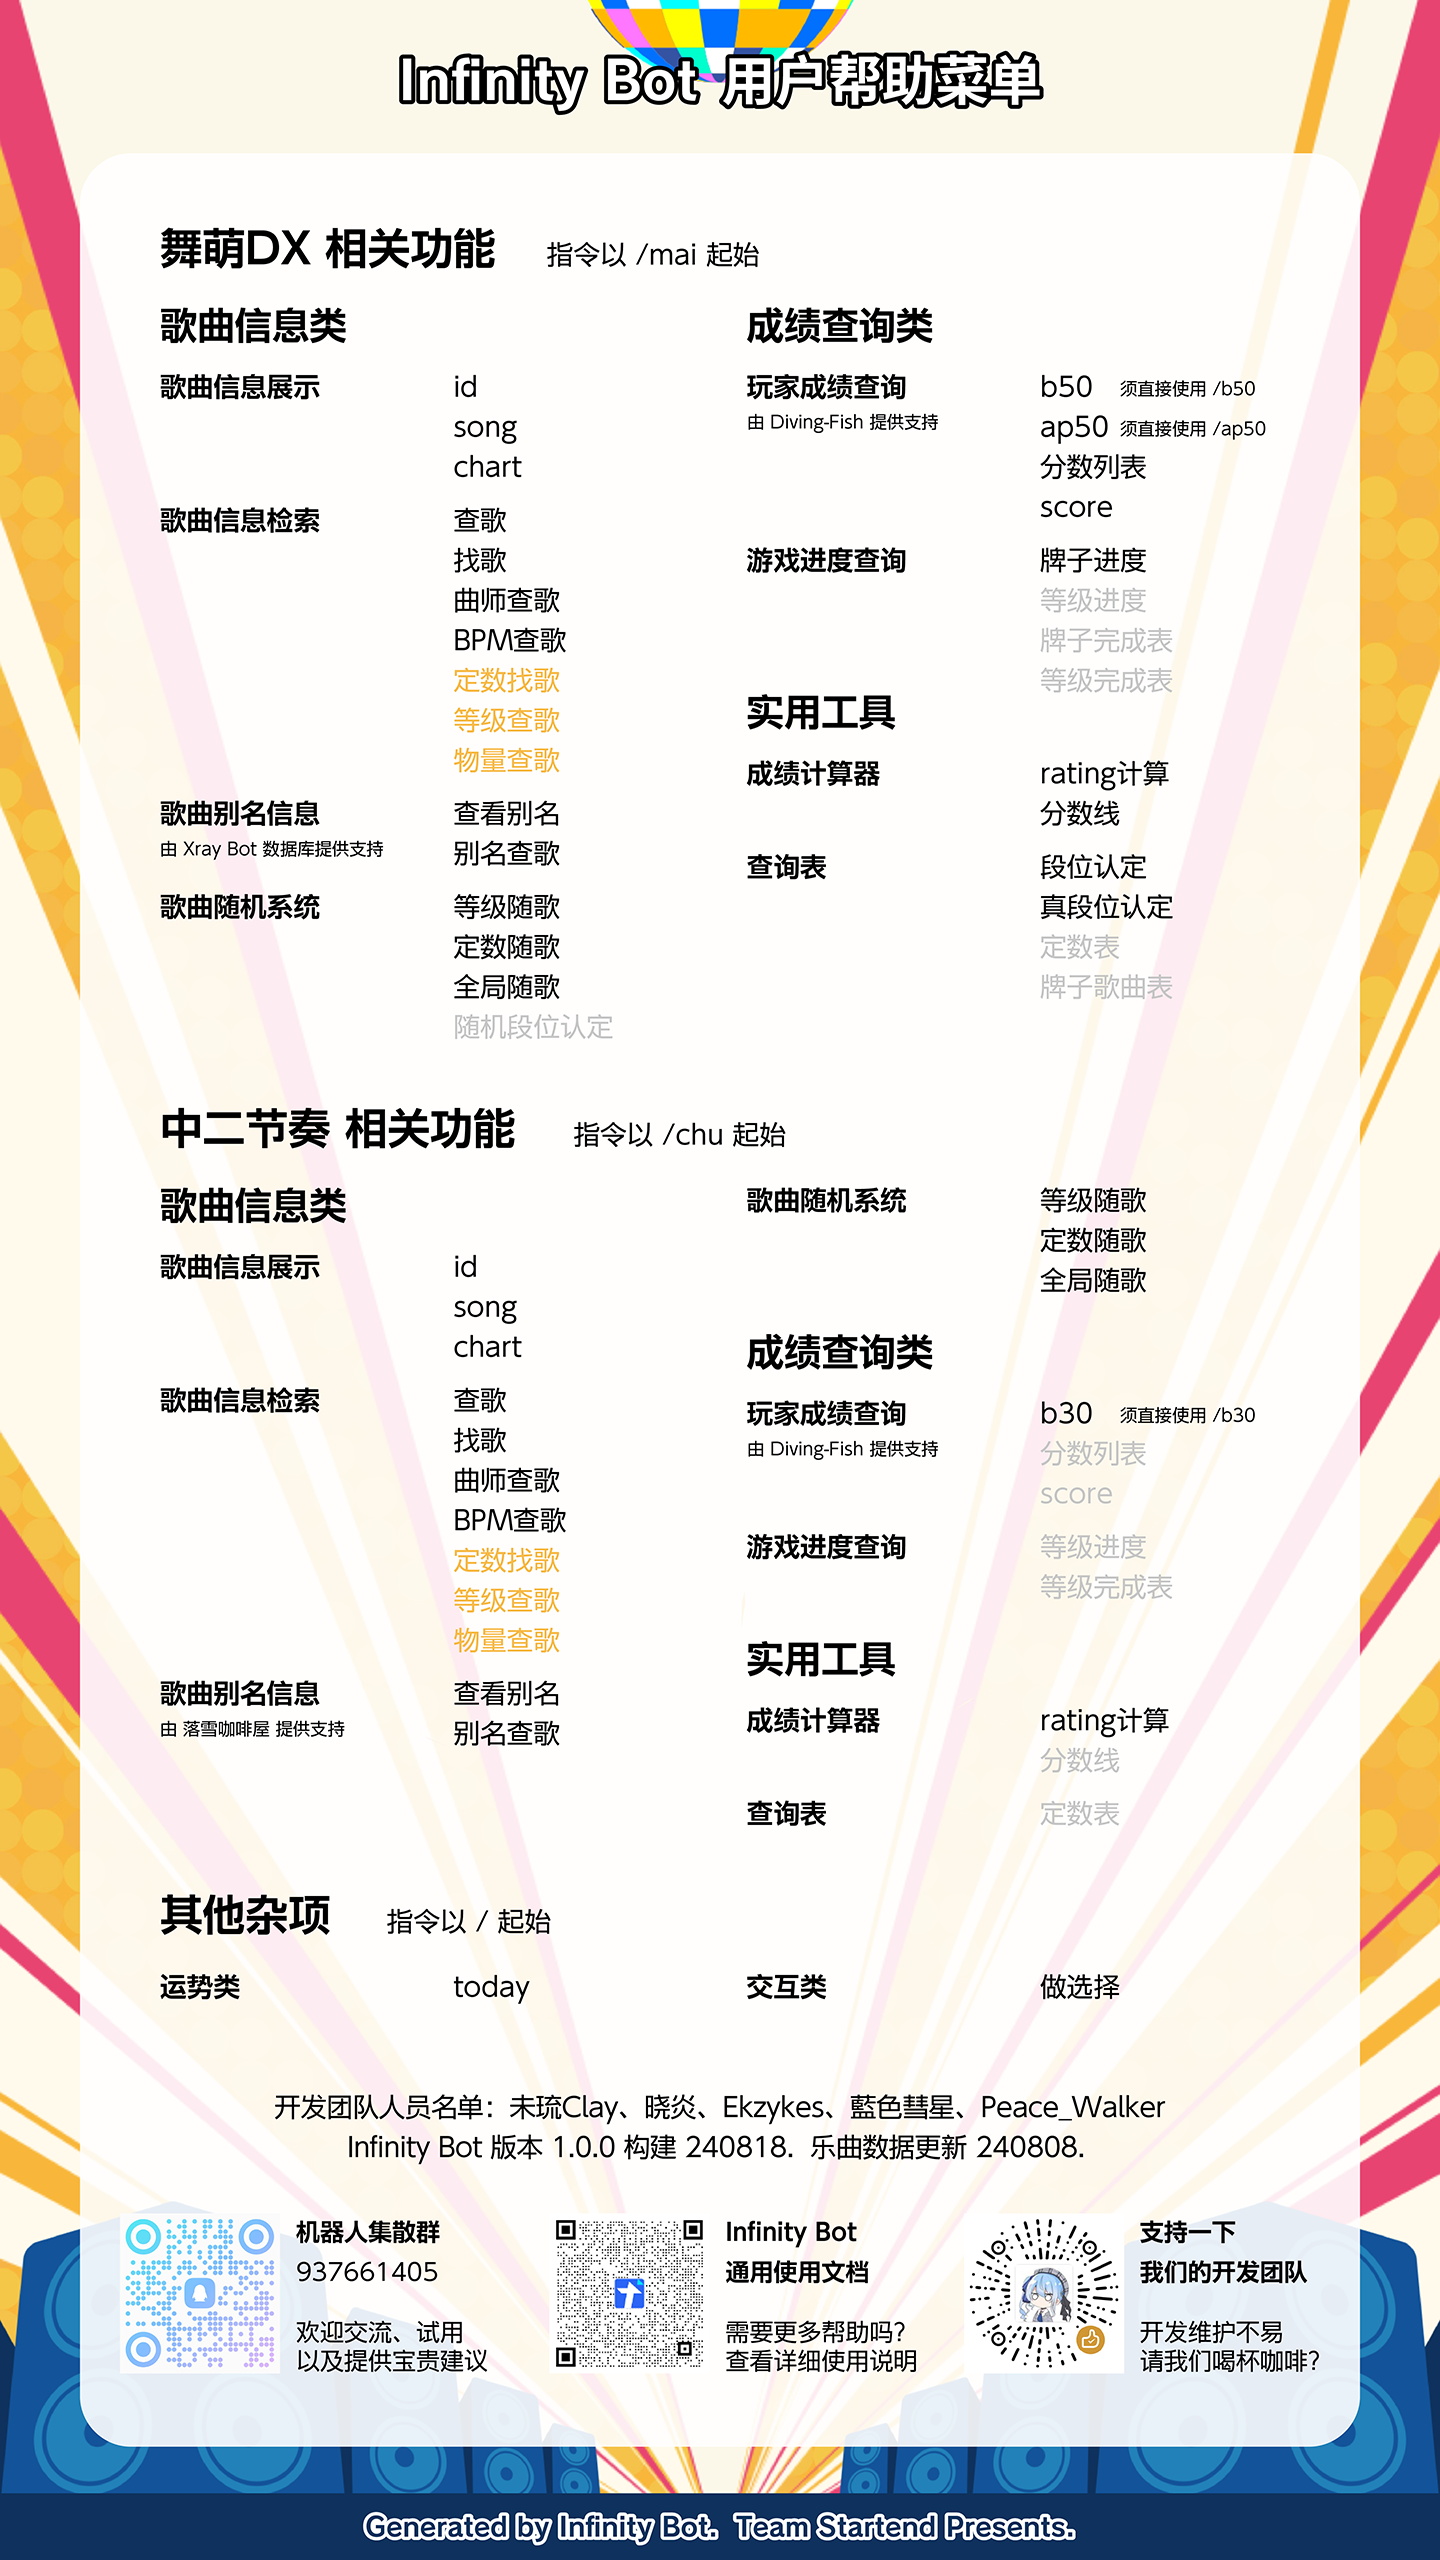 Infinity Bot 用户帮助菜单
舞萌DX 相关功能 指令以 /mai 起始
歌曲信息类
歌曲信息展示 id
song
chart
歌曲信息检索 查歌
找歌
曲师查歌
BPM查歌
定数找歌
等级查歌
物量查歌
歌曲别名信息 查看别名
由 Xray Bot 数据库提供支持 别名查歌
歌曲随机系统 等级随歌
定数随歌
全局随歌
随机段位认定
成绩查询类
玩家成绩查询 b50 须直接使用 /b50
由 Diving-Fish 提供支持 ap50 须直接使用 /ap50
分数列表
score
游戏进度查询 牌子进度
等级进度
牌子完成表
等级完成表
实用工具
成绩计算器 rating计算
分数线
查询表 段位认定
真段位认定
定数表
牌子歌曲表
中二节奏 相关功能 指令以 /chu 起始
歌曲信息类
歌曲信息展示 id
song
chart
歌曲信息检索 查歌
找歌
曲师查歌
BPM查歌
定数找歌
等级查歌
物量查歌
歌曲别名信息 查看别名
由 落雪咖啡屋 提供支持 别名查歌
歌曲随机系统 等级随歌
定数随歌
全局随歌
成绩查询类
玩家成绩查询 b30 须直接使用 /b30
由 Diving-Fish 提供支持 分数列表
score
游戏进度查询 等级进度
等级完成表
实用工具
成绩计算器 rating计算
分数线
查询表 定数表
其他杂项 指令以 / 起始
运势类 today
交互类 做选择
开发团队人员名单：未琉Clay、晓炎、Ekzykes、藍色彗星、Peace_Walker
Infinity Bot 版本 1.0.0 构建 240818. 乐曲数据更新 240808.
机器人集散群
937661405
欢迎交流、试用
以及提供宝贵建议
Infinity Bot
通用使用文档
需要更多帮助吗？
查看详细使用说明
支持一下
我们的开发团队
开发维护不易
请我们喝杯咖啡？
Generated by Infinity Bot. Team Startend Presents.